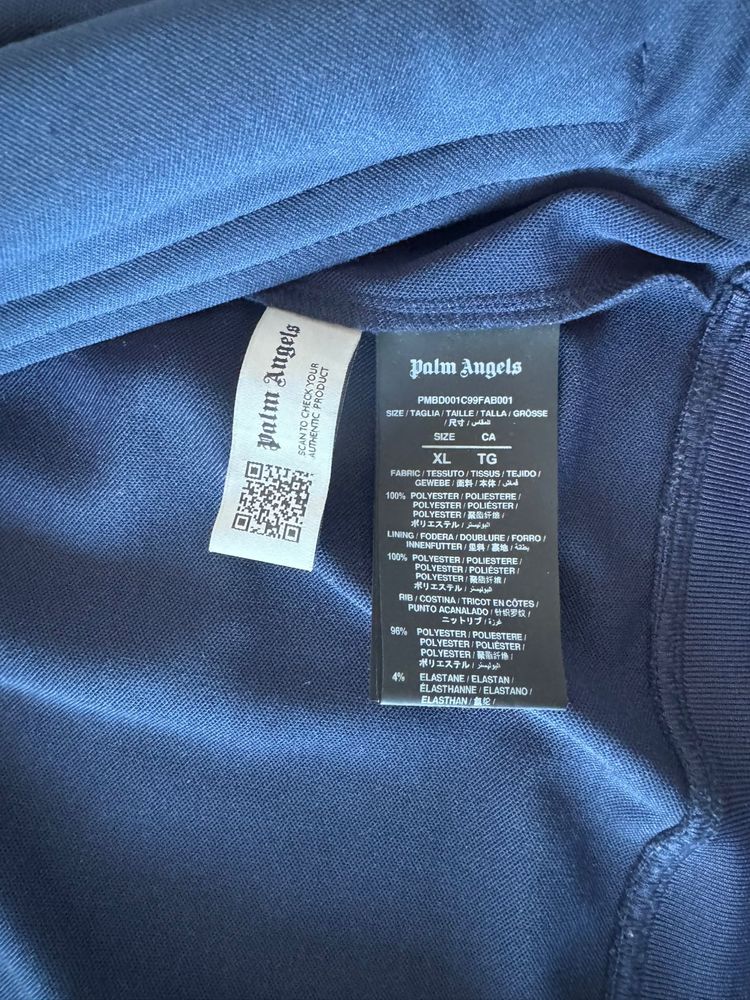 Palm Angels
SCAN TO CHECK YOUR
AUTHENTIC PRODUCT
Palm Angels
PMBD001C99FAB001
SIZE / TAGLIA / TAILLE / TALLA / GRÖSSE
/ 尺寸 / المقاس /
SIZE CA
XL TG
FABRIC / TESSUTO / TISSUS / TEJIDO /
GEWEBE / 面料 / 本体 / قماش /
100% POLYESTER / POLIESTERE /
POLYESTER / POLIÉSTER /
POLYESTER / 聚脂纤维 /
ポリエステル / البوليستر /
LINING / FODERA / DOUBLURE / FORRO /
INNENFUTTER / 里料 / 裏地 / بطانة /
100% POLYESTER / POLIESTERE /
POLYESTER / POLIÉSTER /
POLYESTER / 聚脂纤维 /
ポリエステル / البوليستر /
RIB / COSTINA / TRICOT EN CÔTES /
PUNTO ACANALADO / 针织罗纹 /
ニットリブ / غرزة /
96% POLYESTER / POLIESTERE /
POLYESTER / POLIÉSTER /
POLYESTER / 聚脂纤维 /
ポリエステル / البوليستر /
4% ELASTANE / ELASTAN /
ÉLASTHANNE / ELASTANO /
ELASTHAN / 氨纶 /